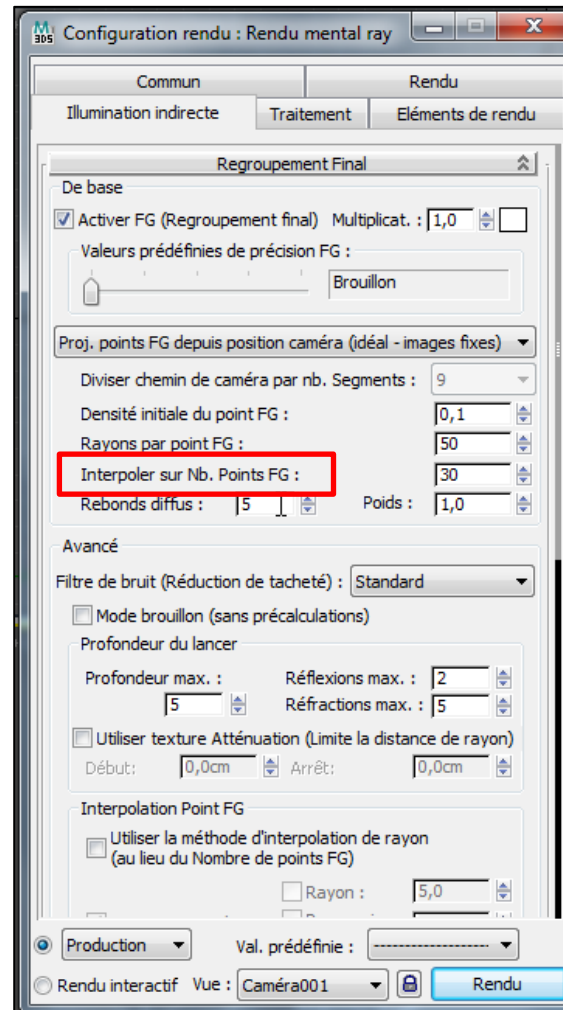 Configuration rendu : Rendu mental ray
Commun Rendu
Illumination indirecte Traitement Eléments de rendu
Regroupement Final
De base
Activer FG (Regroupement final) Multiplicat. : 1,0
Valeurs prédéfinies de précision FG :
Brouillon
Proj. points FG depuis position caméra (idéal - images fixes)
Diviser chemin de caméra par nb. Segments : 9
Densité initiale du point FG : 0,1
Rayons par point FG : 50
Interpoler sur Nb. Points FG : 30
Rebonds diffus : 5 Poids : 1,0
Avancé
Filtre de bruit (Réduction de tacheté) : Standard
Mode brouillon (sans précalculations)
Profondeur du lancer
Profondeur max. : Réflexions max. : 2
5 Réfractions max. : 5
Utiliser texture Atténuation (Limite la distance de rayon)
Début: 0,0cm Arrêt: 0,0cm
Interpolation Point FG
Utiliser la méthode d'interpolation de rayon
(au lieu du Nombre de points FG)
Rayon : 5,0
Production Val. prédéfinie : -------------------
Rendu interactif Vue : Caméra001 Rendu